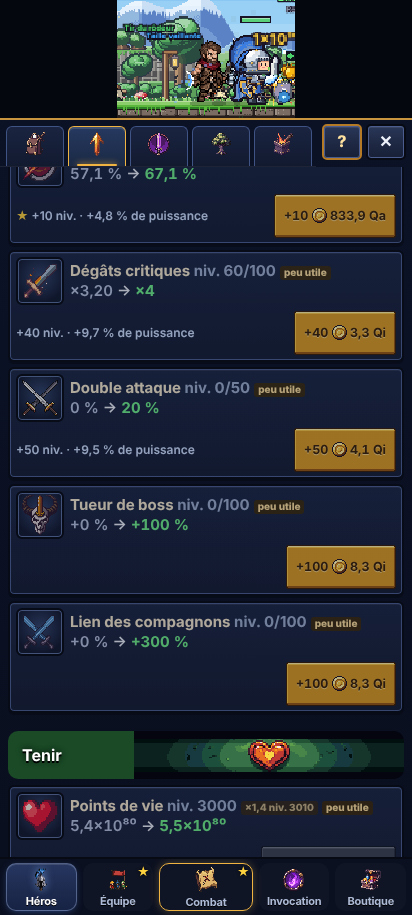 Tir du rôdeur
Taille vaillante
1×10
?
×
57,1 % → 67,1 %
★ +10 niv. · +4,8 % de puissance
+10 833,9 Qa
Dégâts critiques niv. 60/100 peu utile
×3,20 → ×4
+40 niv. · +9,7 % de puissance
+40 3,3 Qi
Double attaque niv. 0/50 peu utile
0 % → 20 %
+50 niv. · +9,5 % de puissance
+50 4,1 Qi
Tueur de boss niv. 0/100 peu utile
+0 % → +100 %
+100 8,3 Qi
Lien des compagnons niv. 0/100 peu utile
+0 % → +300 %
+100 8,3 Qi
Tenir
Points de vie niv. 3000 ×1,4 niv. 3010 peu utile
5,4×10⁸⁰ → 5,5×10⁸⁰
Héros
Équipe
Combat
Invocation
Boutique